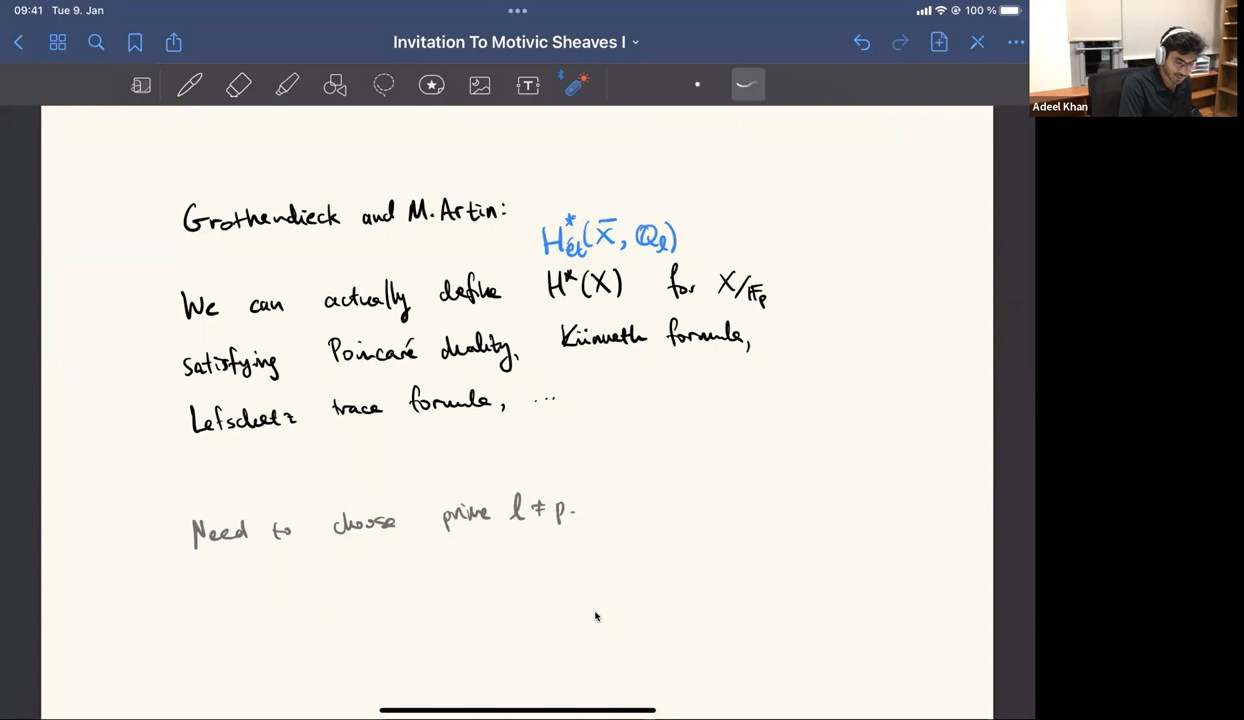 09:41 Tue 9. Jan
100 %
Invitation To Motivic Sheaves I
T
Adeel Khan
Grothendieck and M. Artin:
H*ét(X̄, ℚℓ)
We can actually define H*(X) for X/𝔽p
satisfying Poincaré duality, Künneth formula,
Lefschetz trace formula, ...
Need to choose prime l ≠ p.